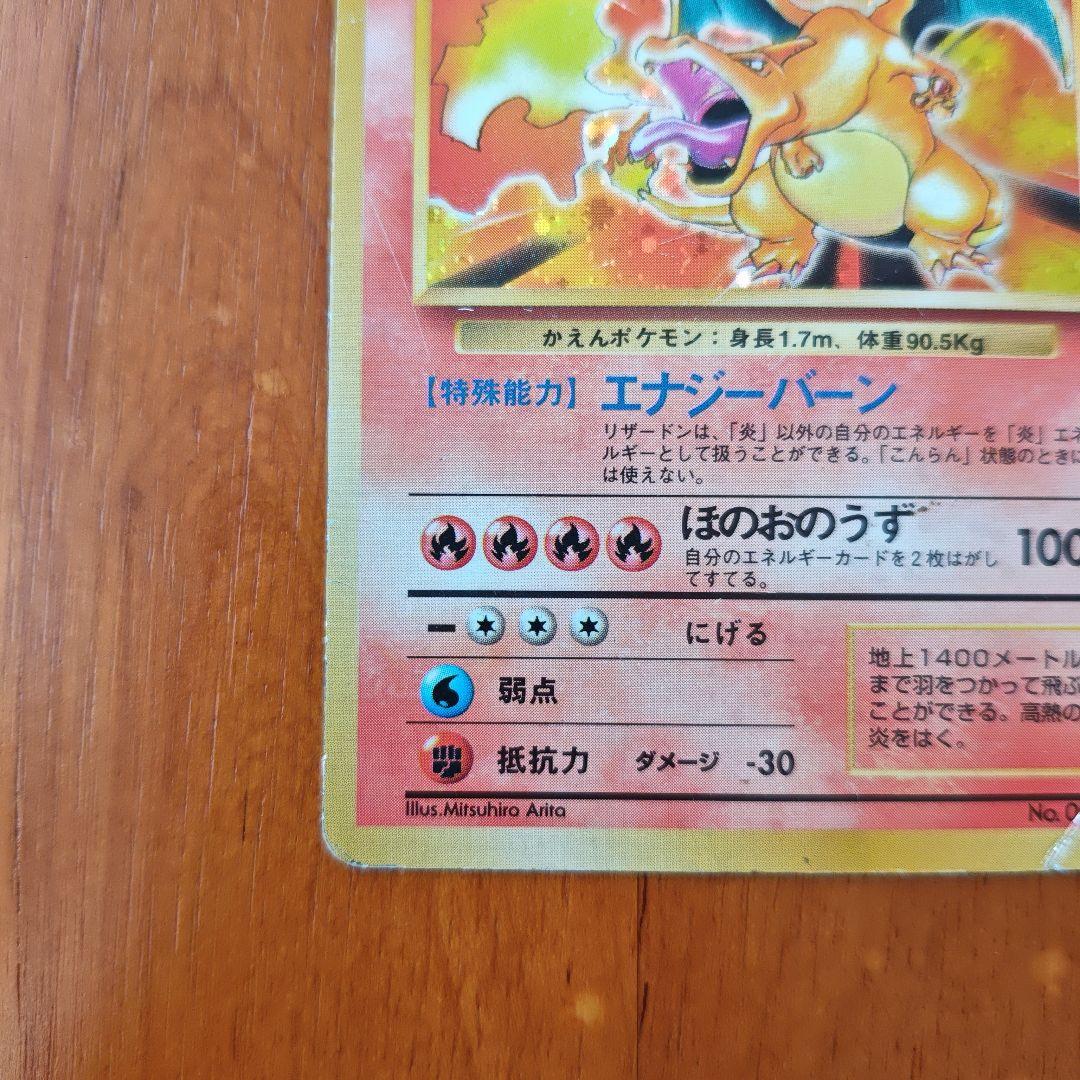 かえんポケモン：身長1.7m、体重90.5Kg
【特殊能力】 エナジーバーン
リザードンは、「炎」以外の自分のエネルギーを「炎」エネ
ルギーとして扱うことができる。「こんらん」状態のときに
は使えない。
ほのおのうず 100
自分のエネルギーカードを2枚はがし
てすてる。
ー にげる
弱点
抵抗力 ダメージ -30
地上1400メートル
まで羽をつかって飛ぶ
ことができる。高熱の
炎をはく。
Illus.Mitsuhiro Arita No.0